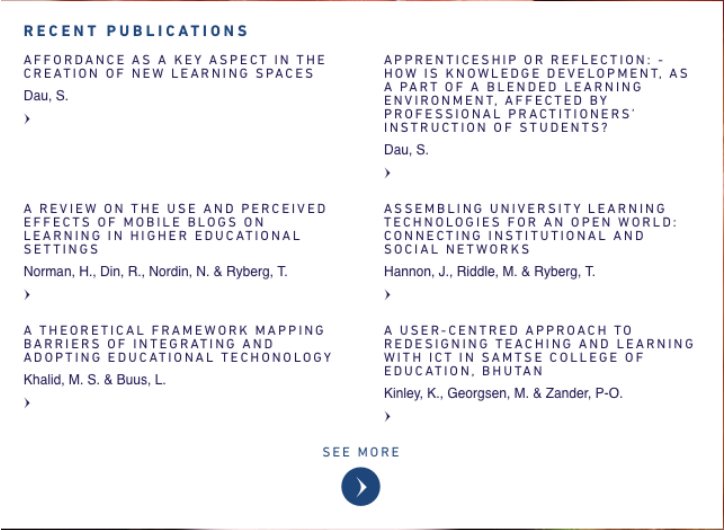 RECENT PUBLICATIONS
AFFORDANCE AS A KEY ASPECT IN THE
CREATION OF NEW LEARNING SPACES
Dau, S.
APPRENTICESHIP OR REFLECTION: -
HOW IS KNOWLEDGE DEVELOPMENT, AS
A PART OF A BLENDED LEARNING
ENVIRONMENT, AFFECTED BY
PROFESSIONAL PRACTITIONERS'
INSTRUCTION OF STUDENTS?
Dau, S.
A REVIEW ON THE USE AND PERCEIVED
EFFECTS OF MOBILE BLOGS ON
LEARNING IN HIGHER EDUCATIONAL
SETTINGS
Norman, H., Din, R., Nordin, N. & Ryberg, T.
ASSEMBLING UNIVERSITY LEARNING
TECHNOLOGIES FOR AN OPEN WORLD:
CONNECTING INSTITUTIONAL AND
SOCIAL NETWORKS
Hannon, J., Riddle, M. & Ryberg, T.
A THEORETICAL FRAMEWORK MAPPING
BARRIERS OF INTEGRATING AND
ADOPTING EDUCATIONAL TECHONOLOGY
Khalid, M. S. & Buus, L.
A USER-CENTRED APPROACH TO
REDESIGNING TEACHING AND LEARNING
WITH ICT IN SAMTSE COLLEGE OF
EDUCATION, BHUTAN
Kinley, K., Georgsen, M. & Zander, P-O.
SEE MORE